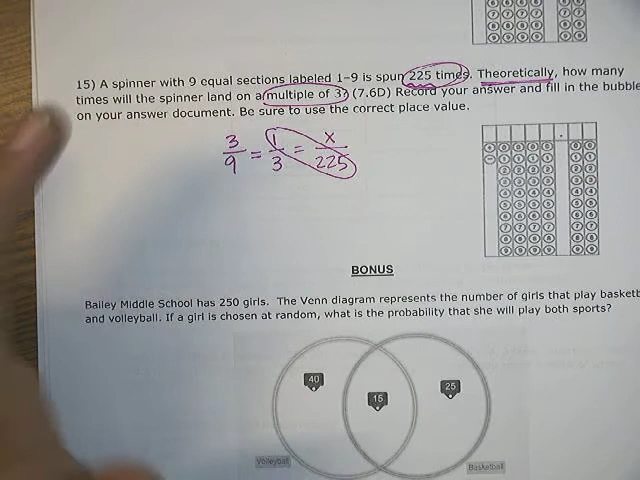 15) A spinner with 9 equal sections labeled 1-9 is spun 225 times. Theoretically, how many
times will the spinner land on a multiple of 3? (7.6D) Record your answer and fill in the bubble
on your answer document. Be sure to use the correct place value.
3/9 = 1/3 = x/225
BONUS
Bailey Middle School has 250 girls. The Venn diagram represents the number of girls that play basketb
and volleyball. If a girl is chosen at random, what is the probability that she will play both sports?
40
15
25
Volleyball
Basketball